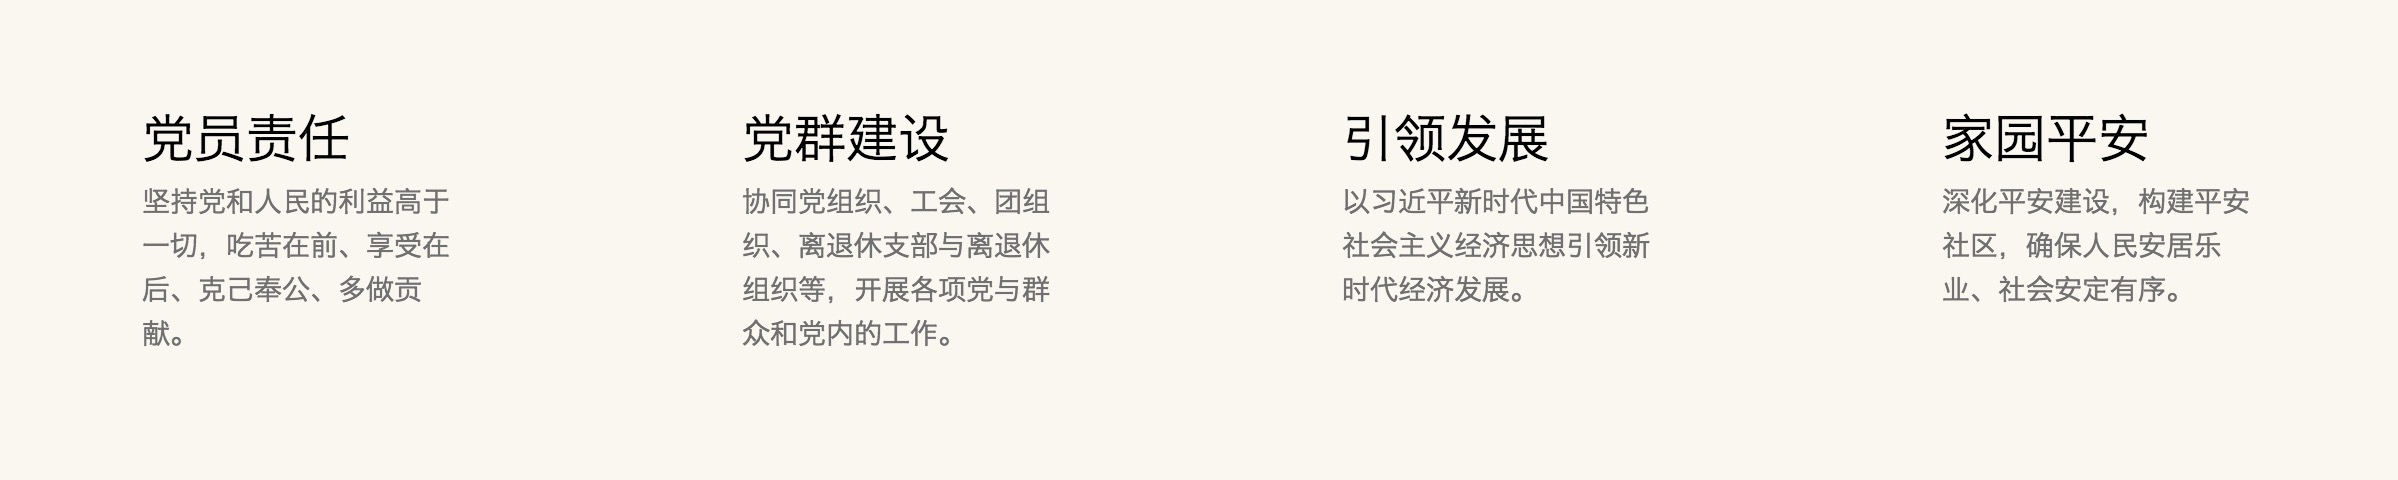 党员责任
坚持党和人民的利益高于
一切，吃苦在前、享受在
后、克己奉公、多做贡
献。
党群建设
协同党组织、工会、团组
织、离退休支部与离退休
组织等，开展各项党与群
众和党内的工作。
引领发展
以习近平新时代中国特色
社会主义经济思想引领新
时代经济发展。
家园平安
深化平安建设，构建平安
社区，确保人民安居乐
业、社会安定有序。